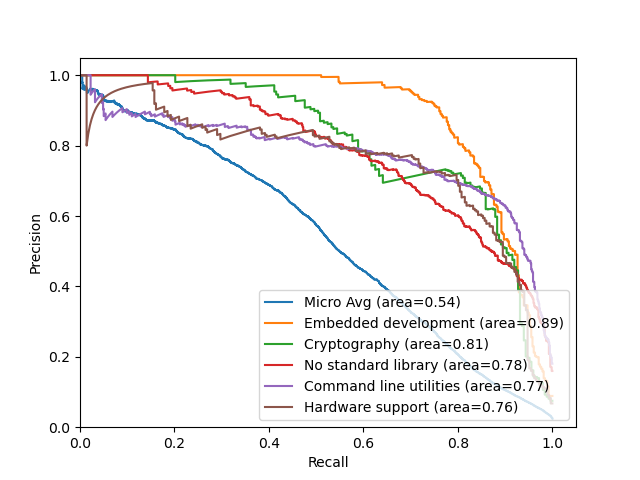 1.0
0.8
0.6
0.4
0.2
0.0
Precision
Micro Avg (area=0.54)
Embedded development (area=0.89)
Cryptography (area=0.81)
No standard library (area=0.78)
Command line utilities (area=0.77)
Hardware support (area=0.76)
0.0 0.2 0.4 0.6 0.8 1.0
Recall